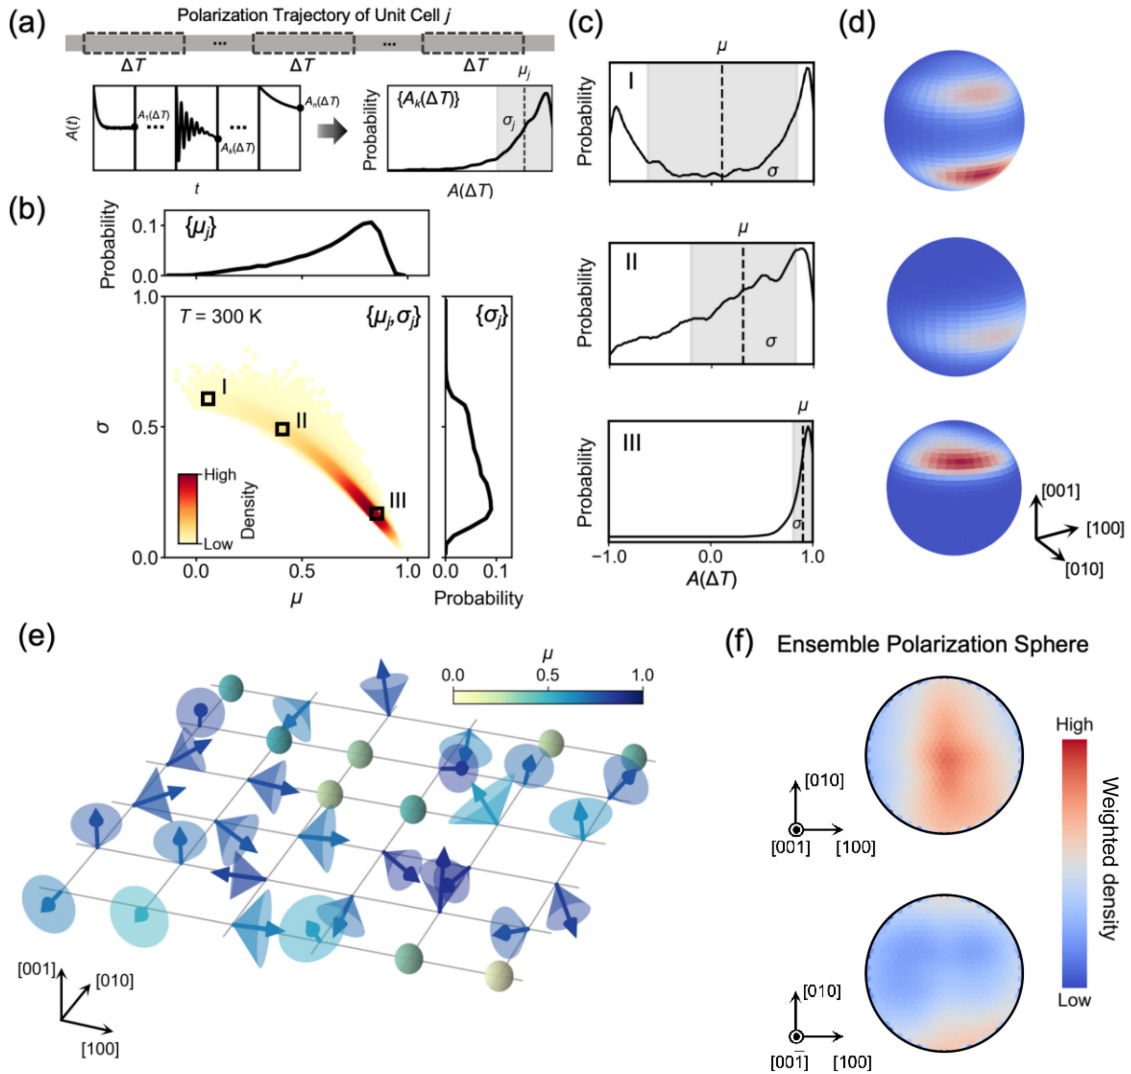 (a)
Polarization Trajectory of Unit Cell j
... ...
ΔT ΔT ΔT
A(t)
A₁(ΔT)
...
Aₖ(ΔT)
...
Aₙ(ΔT)
t
Probability
{Aₖ(ΔT)}
σⱼ
μⱼ
A(ΔT)
(b)
Probability
0.1
0.0
{μⱼ}
1.0
0.5
0.0
σ
T = 300 K
{μⱼ,σⱼ}
I
II
III
High
Low
Density
0.0 0.5 1.0
μ
{σⱼ}
0.0 0.1
Probability
(c)
μ
I
Probability
σ
μ
II
Probability
σ
μ
III
Probability
σ
−1.0 0.0 1.0
A(ΔT)
(d)
[001]
[100]
[010]
(e)
μ
0.0 0.5 1.0
[001]
[010]
[100]
(f)
Ensemble Polarization Sphere
[010]
[001] [100]
[010]
[001̄] [100]
High
Low
Weighted density